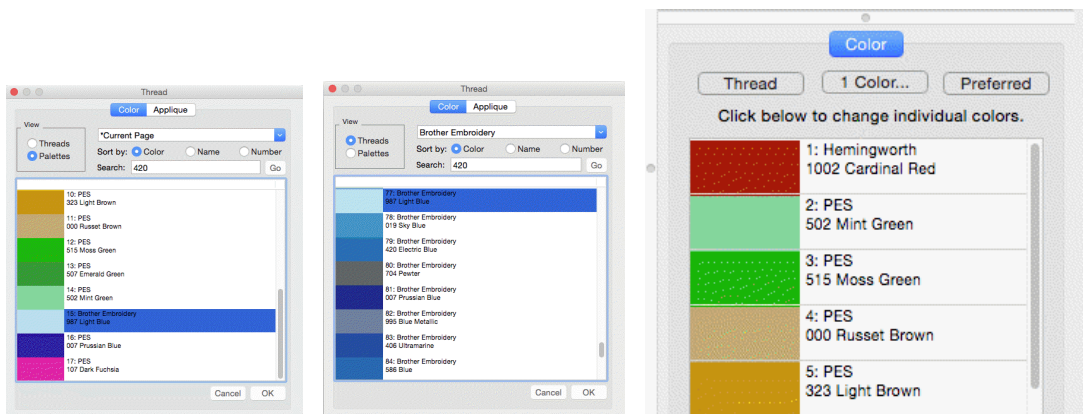 Thread
Color Applique
View
Threads
Palettes
*Current Page
Sort by: Color Name Number
Search: 420 Go
10: PES
323 Light Brown
11: PES
000 Russet Brown
12: PES
515 Moss Green
13: PES
507 Emerald Green
14: PES
502 Mint Green
15: Brother Embroidery
987 Light Blue
16: PES
007 Prussian Blue
17: PES
107 Dark Fuchsia
Cancel OK
Thread
Color Applique
View
Threads
Palettes
Brother Embroidery
Sort by: Color Name Number
Search: 420 Go
77: Brother Embroidery
987 Light Blue
78: Brother Embroidery
019 Sky Blue
79: Brother Embroidery
420 Electric Blue
80: Brother Embroidery
704 Pewter
81: Brother Embroidery
007 Prussian Blue
82: Brother Embroidery
995 Blue Metallic
83: Brother Embroidery
406 Ultramarine
84: Brother Embroidery
586 Blue
Cancel OK
Color
Thread 1 Color... Preferred
Click below to change individual colors.
1: Hemingworth
1002 Cardinal Red
2: PES
502 Mint Green
3: PES
515 Moss Green
4: PES
000 Russet Brown
5: PES
323 Light Brown